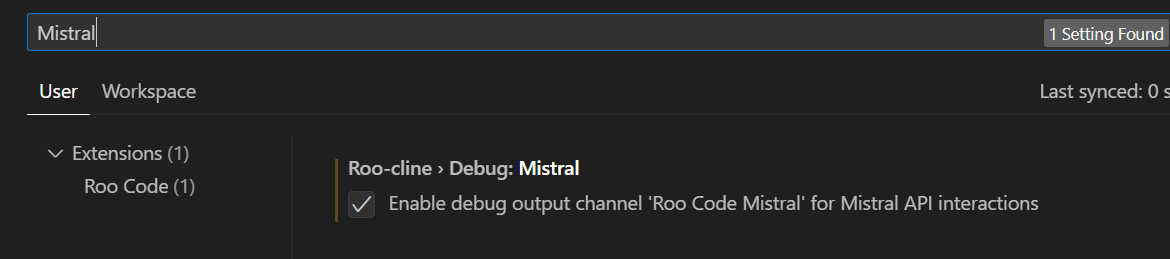 Mistral
1 Setting Found
User
Workspace
Last synced: 0 s
Extensions (1)
Roo Code (1)
Roo-cline › Debug: Mistral
Enable debug output channel 'Roo Code Mistral' for Mistral API interactions